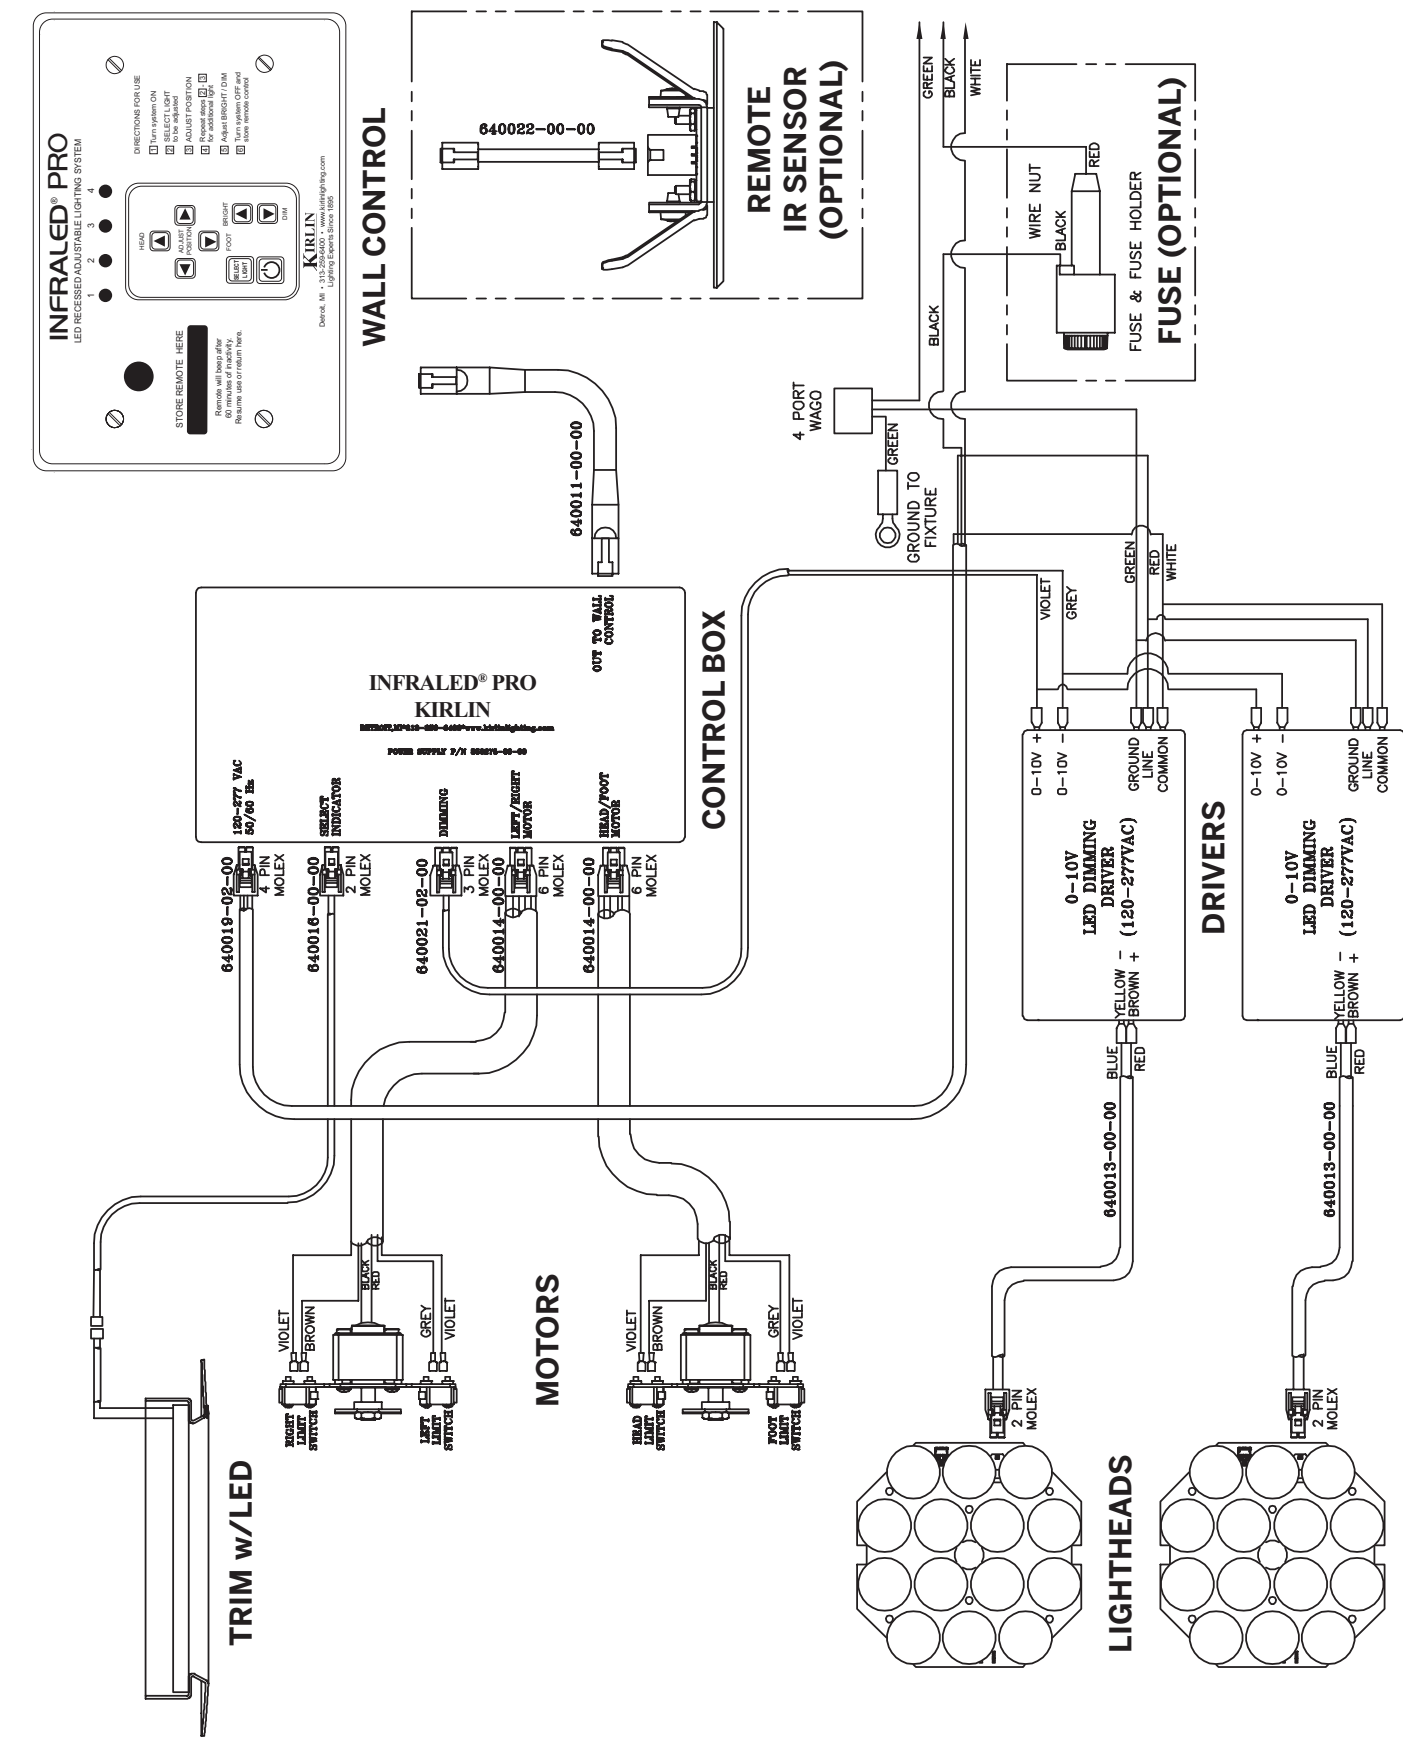 INFRALED® PRO
LED RECESSED ADJUSTABLE LIGHTING SYSTEM
1 2 3 4
STORE REMOTE HERE
Remote will beep after
60 minutes of inactivity.
Resume use or return here.
HEAD
ADJUST
POSITION
FOOT
SELECT
LIGHT
BRIGHT
DIM
DIRECTIONS FOR USE
1 Turn system ON
2 SELECT LIGHT
to be adjusted
3 ADJUST POSITION
4 Repeat steps 2 - 3
for additional light
5 Adjust BRIGHT / DIM
6 Turn system OFF and
store remote control
KIRLIN
Detroit, MI • 313-259-6400 • www.kirlinlighting.com
Lighting Experts Since 1895
WALL CONTROL
640022-00-00
REMOTE
IR SENSOR
(OPTIONAL)
GREEN
BLACK
WHITE
WIRE NUT
BLACK
RED
FUSE & FUSE HOLDER
FUSE (OPTIONAL)
BLACK
4 PORT
WAGO
GREEN
GROUND TO
FIXTURE
640011-00-00
OUT TO WALL
CONTROL
INFRALED® PRO
KIRLIN
120-277 VAC
50/60 Hz
SELECT
INDICATOR
DIMMING
LEFT/RIGHT
MOTOR
HEAD/FOOT
MOTOR
CONTROL BOX
640019-02-00
4 PIN
MOLEX
640016-00-00
2 PIN
MOLEX
640021-02-00
3 PIN
MOLEX
640014-00-00
6 PIN
MOLEX
640014-00-00
6 PIN
MOLEX
VIOLET
GREY
GREEN
RED
WHITE
0-10V +
0-10V -
GROUND
LINE
COMMON
0-10V
LED DIMMING
DRIVER
(120-277VAC)
YELLOW -
BROWN +
BLUE
RED
0-10V +
0-10V -
GROUND
LINE
COMMON
0-10V
LED DIMMING
DRIVER
(120-277VAC)
YELLOW -
BROWN +
BLUE
RED
DRIVERS
640013-00-00
640013-00-00
VIOLET
BROWN
BLACK
RED
GREY
VIOLET
RIGHT
LIMIT
SWITCH
LEFT
LIMIT
SWITCH
MOTORS
VIOLET
BROWN
BLACK
RED
GREY
VIOLET
HEAD
LIMIT
SWITCH
FOOT
LIMIT
SWITCH
2 PIN
MOLEX
2 PIN
MOLEX
TRIM w/LED
LIGHTHEADS